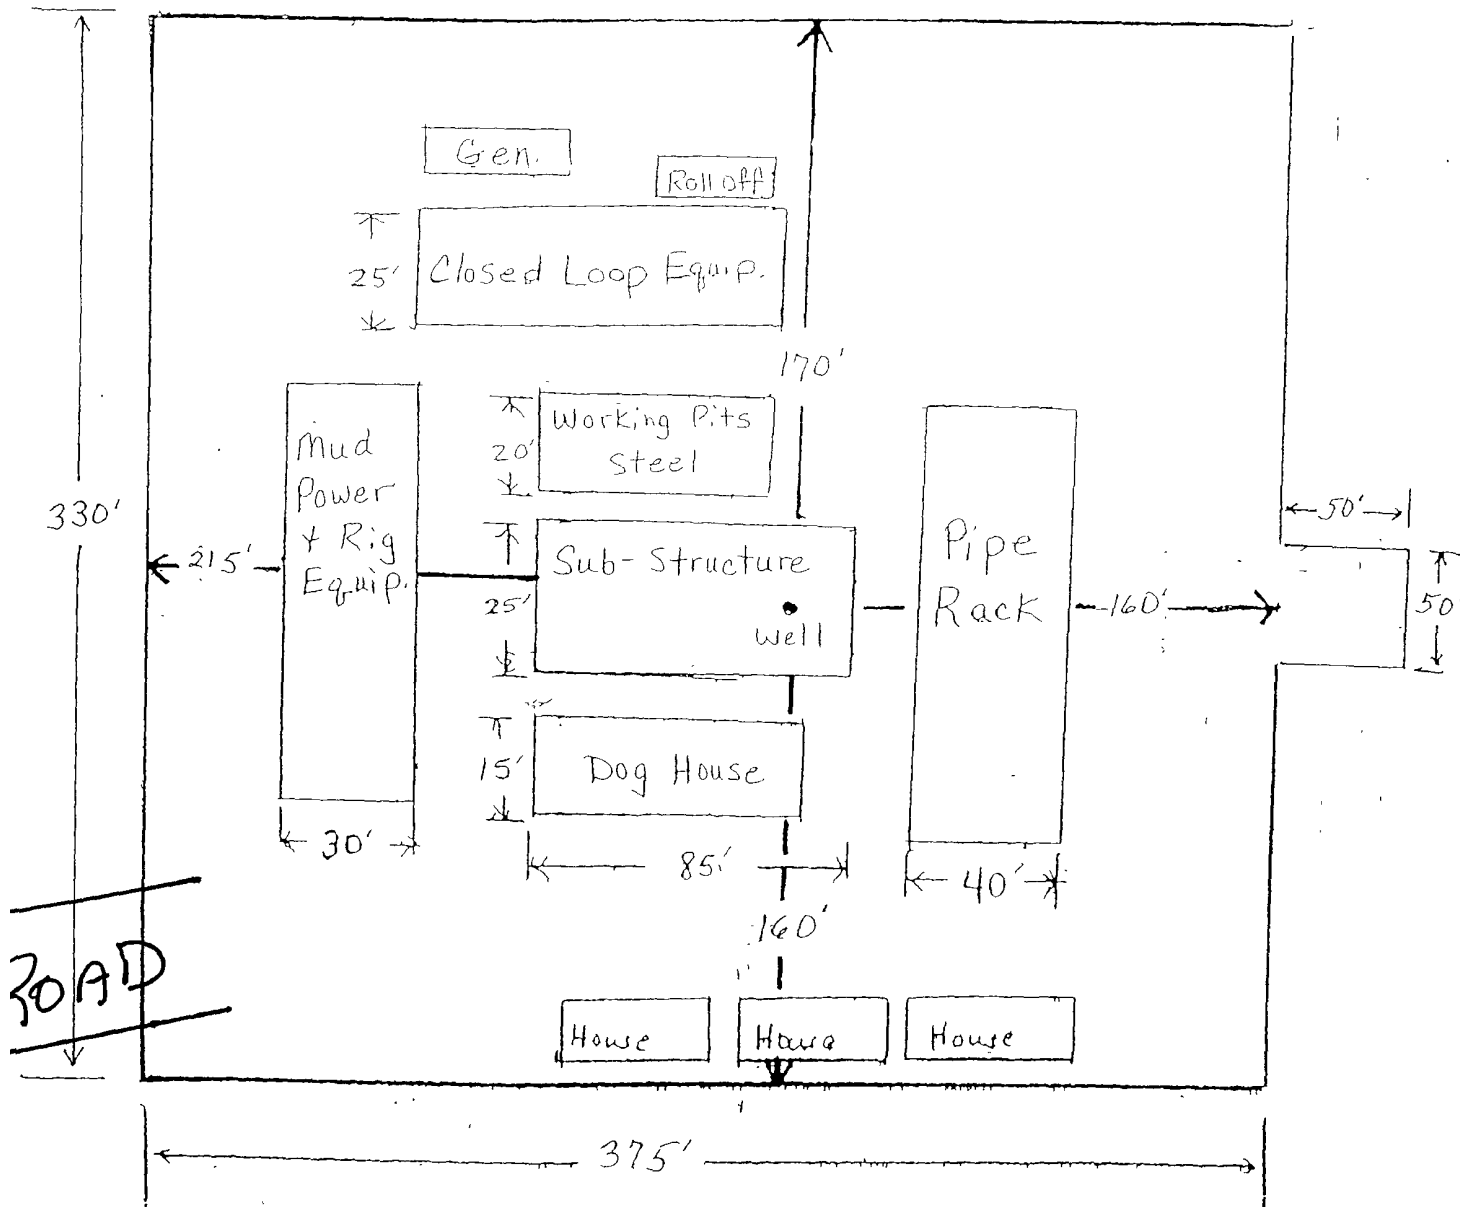 Gen.
Roll off
25'
Closed Loop Equip.
170'
Mud
Power
+ Rig
Equip.
20'
Working Pits
Steel
330'
215'
25'
Sub-Structure
Well
Pipe
Rack
160'
50'
50
15'
Dog House
30'
85'
40'
160'
ROAD
House
House
House
375'